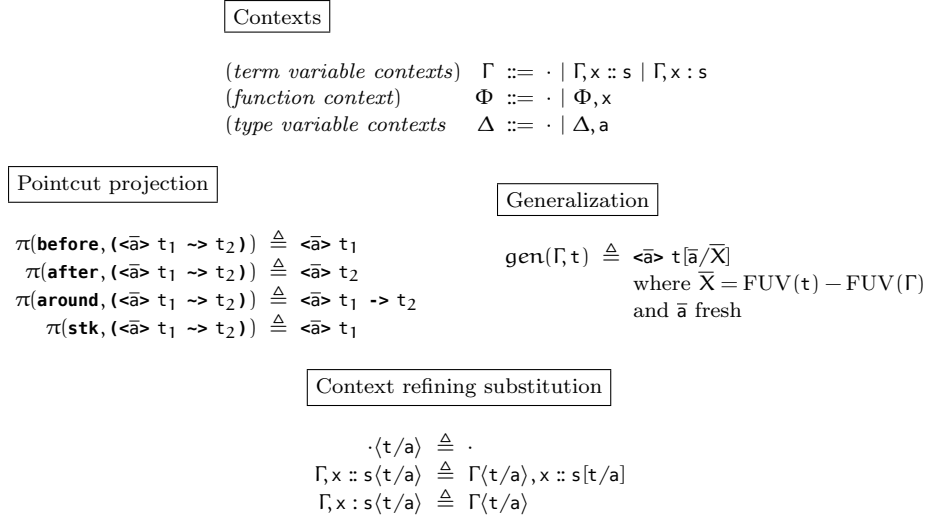 Contexts
(term variable contexts) Γ ::= · | Γ, x :: s | Γ, x : s
(function context) Φ ::= · | Φ, x
(type variable contexts Δ ::= · | Δ, a
Pointcut projection
π(before, (<ā> t₁ ~> t₂)) ≜ <ā> t₁
π(after, (<ā> t₁ ~> t₂)) ≜ <ā> t₂
π(around, (<ā> t₁ ~> t₂)) ≜ <ā> t₁ -> t₂
π(stk, (<ā> t₁ ~> t₂)) ≜ <ā> t₁
Generalization
gen(Γ, t) ≜ <ā> t[ā/X̅]
where X̅ = FUV(t) − FUV(Γ)
and ā fresh
Context refining substitution
·⟨t/a⟩ ≜ ·
Γ, x :: s⟨t/a⟩ ≜ Γ⟨t/a⟩, x :: s[t/a]
Γ, x : s⟨t/a⟩ ≜ Γ⟨t/a⟩